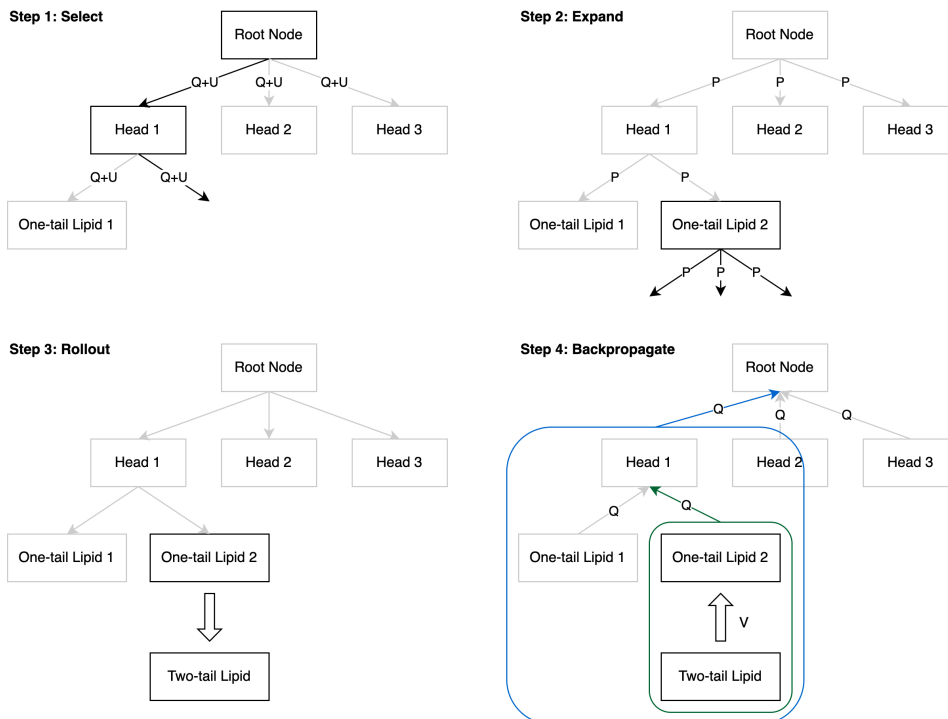 Step 1: Select
Root Node
Q+U Q+U Q+U
Head 1 Head 2 Head 3
Q+U Q+U
One-tail Lipid 1
Step 2: Expand
Root Node
P P P
Head 1 Head 2 Head 3
P P
One-tail Lipid 1 One-tail Lipid 2
P P P
Step 3: Rollout
Root Node
Head 1 Head 2 Head 3
One-tail Lipid 1 One-tail Lipid 2
Two-tail Lipid
Step 4: Backpropagate
Root Node
Q Q Q
Head 1 Head 2 Head 3
Q Q
One-tail Lipid 1 One-tail Lipid 2
V
Two-tail Lipid